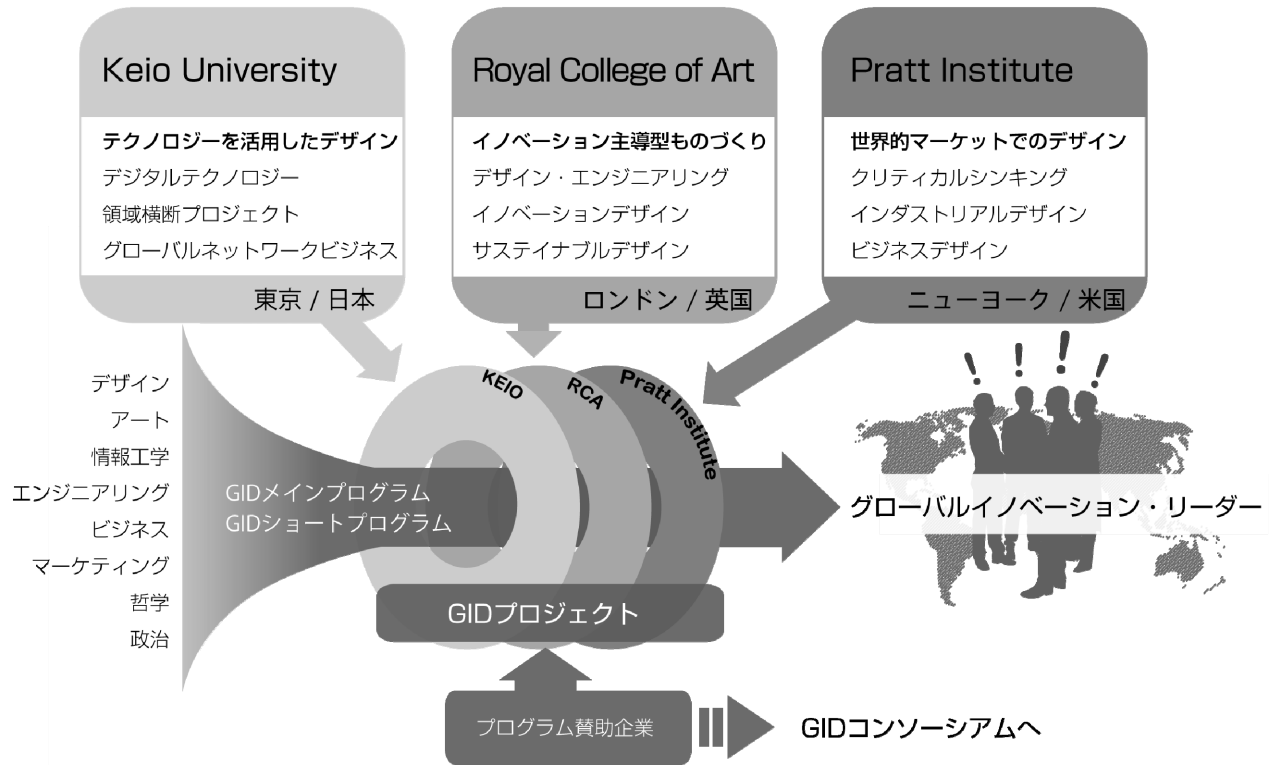 Keio University
テクノロジーを活用したデザイン
デジタルテクノロジー
領域横断プロジェクト
グローバルネットワークビジネス
東京 / 日本
Royal College of Art
イノベーション主導型ものづくり
デザイン・エンジニアリング
イノベーションデザイン
サステイナブルデザイン
ロンドン / 英国
Pratt Institute
世界的マーケットでのデザイン
クリティカルシンキング
インダストリアルデザイン
ビジネスデザイン
ニューヨーク / 米国
デザイン
アート
情報工学
エンジニアリング
ビジネス
マーケティング
哲学
政治
GIDメインプログラム
GIDショートプログラム
KEIO
RCA
Pratt Institute
GIDプロジェクト
! ! ! !
グローバルイノベーション・リーダー
プログラム賛助企業
GIDコンソーシアムへ